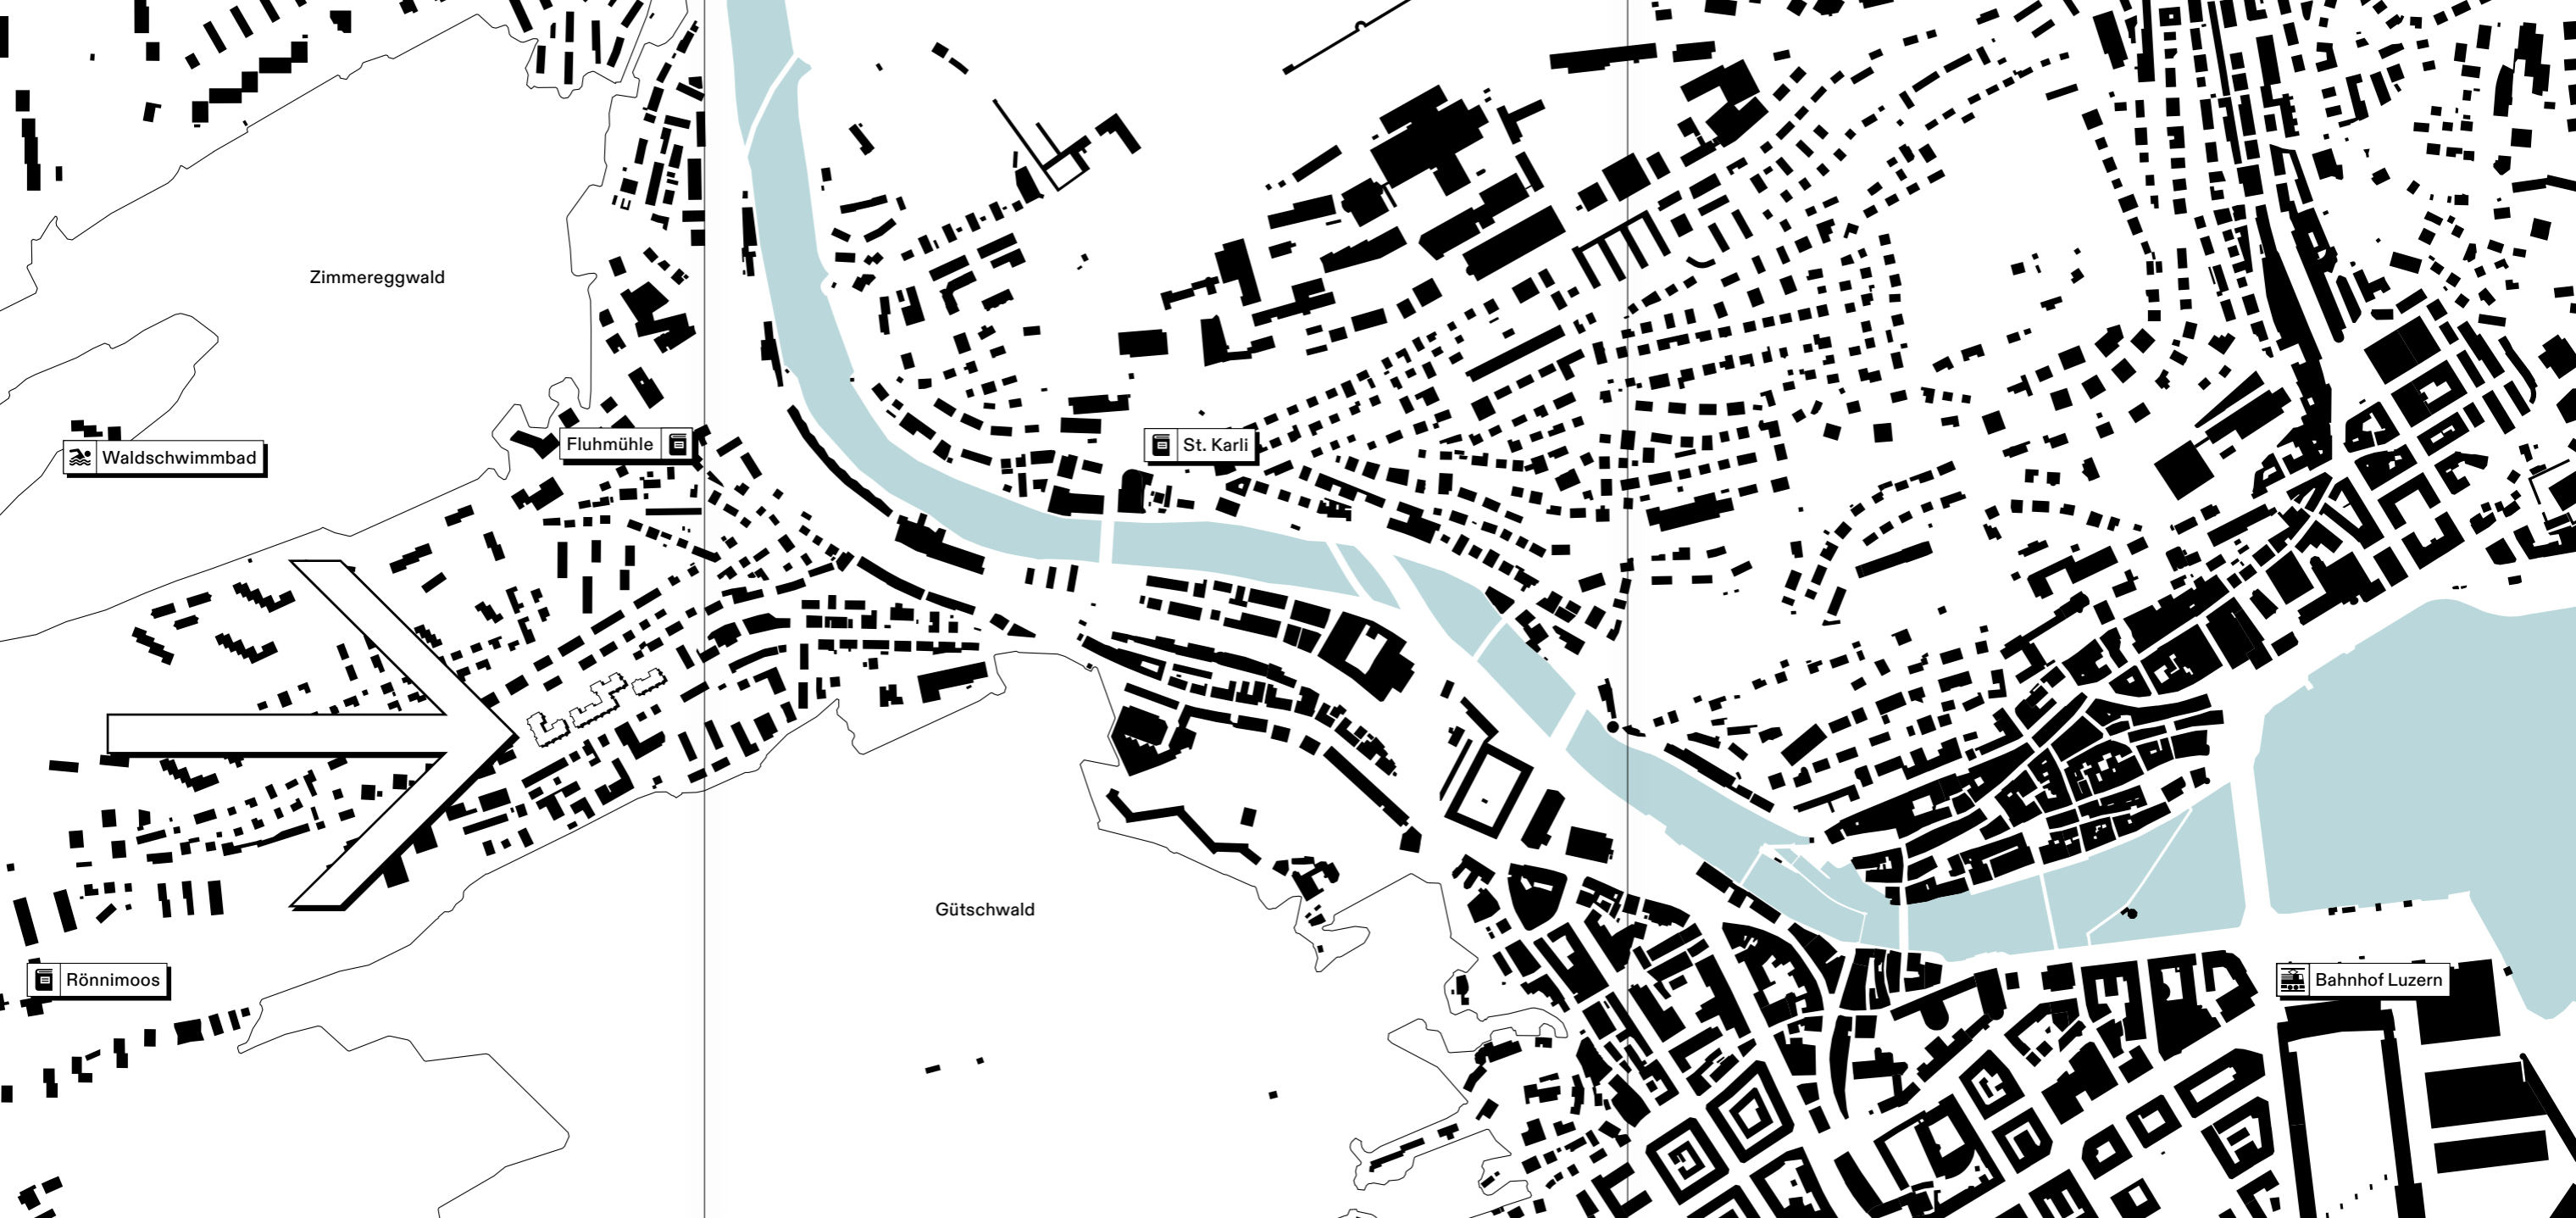 Zimmereggwald
Waldschwimmbad
Fluhmühle
St. Karli
Gütschwald
Rönnimoos
Bahnhof Luzern